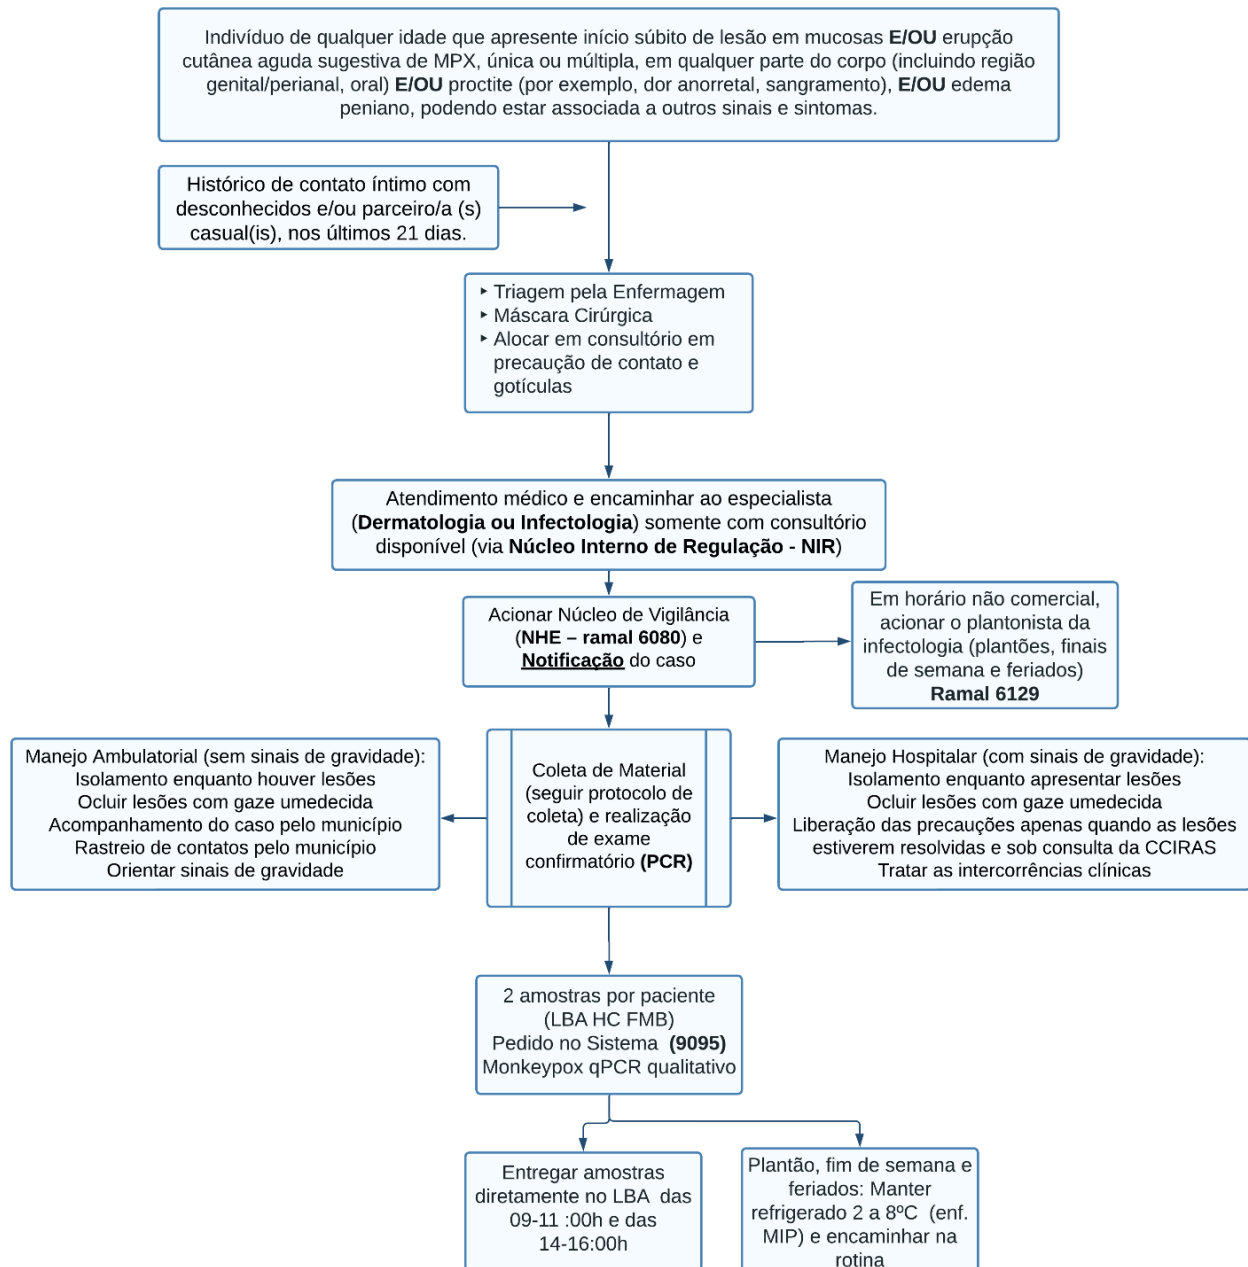 Indivíduo de qualquer idade que apresente início súbito de lesão em mucosas E/OU erupção
cutânea aguda sugestiva de MPX, única ou múltipla, em qualquer parte do corpo (incluindo região
genital/perianal, oral) E/OU proctite (por exemplo, dor anorretal, sangramento), E/OU edema
peniano, podendo estar associada a outros sinais e sintomas.
Histórico de contato íntimo com
desconhecidos e/ou parceiro/a (s)
casual(is), nos últimos 21 dias.
‣ Triagem pela Enfermagem
‣ Máscara Cirúrgica
‣ Alocar em consultório em
precaução de contato e
gotículas
Atendimento médico e encaminhar ao especialista
(Dermatologia ou Infectologia) somente com consultório
disponível (via Núcleo Interno de Regulação - NIR)
Acionar Núcleo de Vigilância
(NHE – ramal 6080) e
Notificação do caso
Em horário não comercial,
acionar o plantonista da
infectologia (plantões, finais
de semana e feriados)
Ramal 6129
Manejo Ambulatorial (sem sinais de gravidade):
Isolamento enquanto houver lesões
Ocluir lesões com gaze umedecida
Acompanhamento do caso pelo município
Rastreio de contatos pelo município
Orientar sinais de gravidade
Coleta de Material
(seguir protocolo de
coleta) e realização
de exame
confirmatório (PCR)
Manejo Hospitalar (com sinais de gravidade):
Isolamento enquanto apresentar lesões
Ocluir lesões com gaze umedecida
Liberação das precauções apenas quando as lesões
estiverem resolvidas e sob consulta da CCIRAS
Tratar as intercorrências clínicas
2 amostras por paciente
(LBA HC FMB)
Pedido no Sistema (9095)
Monkeypox qPCR qualitativo
Entregar amostras
diretamente no LBA das
09-11 :00h e das
14-16:00h
Plantão, fim de semana e
feriados: Manter
refrigerado 2 a 8ºC (enf.
MIP) e encaminhar na
rotina